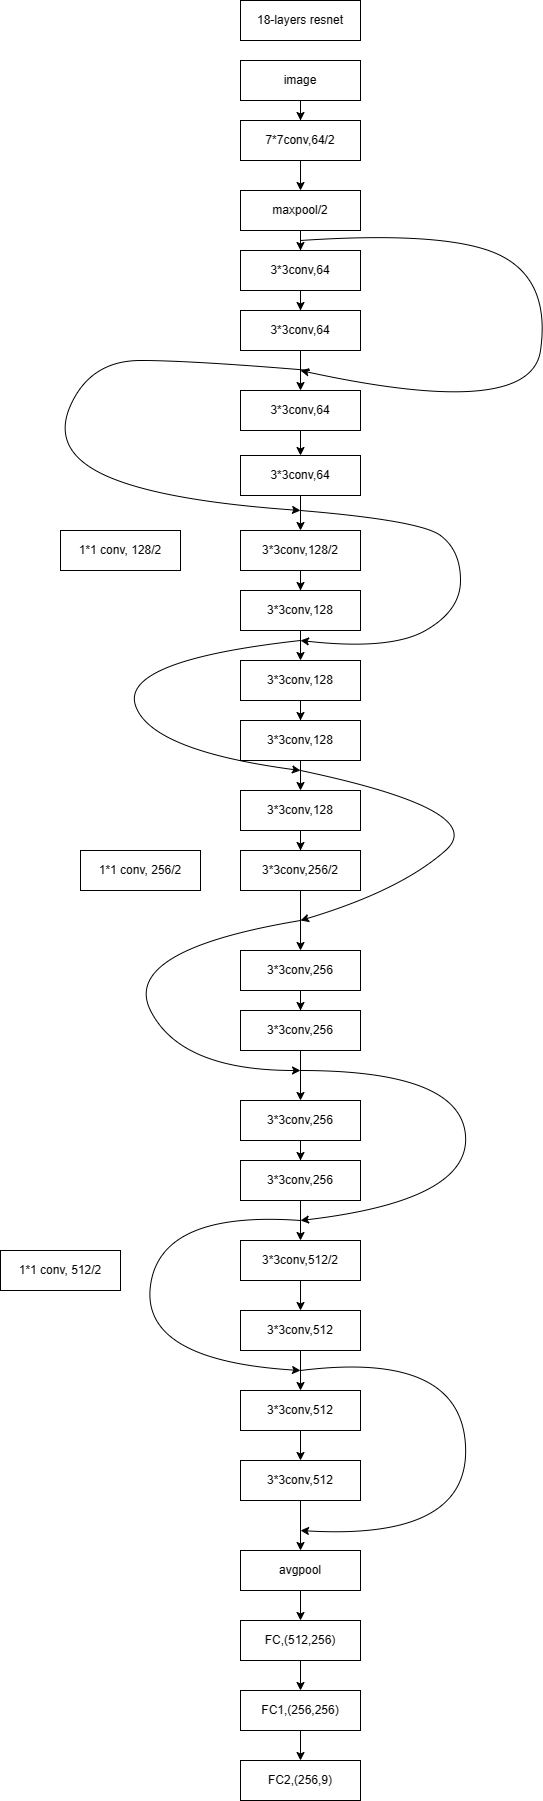 18-layers resnet
image
7*7conv,64/2
maxpool/2
3*3conv,64
3*3conv,64
3*3conv,64
3*3conv,64
1*1 conv, 128/2
3*3conv,128/2
3*3conv,128
3*3conv,128
3*3conv,128
3*3conv,128
1*1 conv, 256/2
3*3conv,256/2
3*3conv,256
3*3conv,256
3*3conv,256
3*3conv,256
1*1 conv, 512/2
3*3conv,512/2
3*3conv,512
3*3conv,512
3*3conv,512
avgpool
FC,(512,256)
FC1,(256,256)
FC2,(256,9)